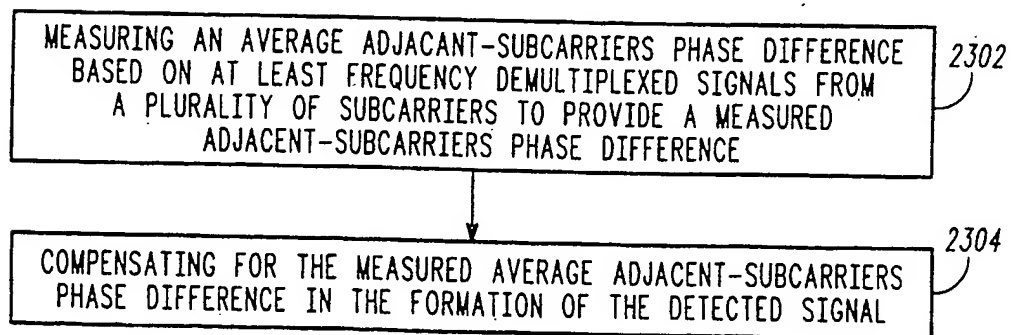 MEASURING AN AVERAGE ADJACANT-SUBCARRIERS PHASE DIFFERENCE
BASED ON AT LEAST FREQUENCY DEMULTIPLEXED SIGNALS FROM
A PLURALITY OF SUBCARRIERS TO PROVIDE A MEASURED
ADJACENT-SUBCARRIERS PHASE DIFFERENCE
2302
COMPENSATING FOR THE MEASURED AVERAGE ADJACENT-SUBCARRIERS
PHASE DIFFERENCE IN THE FORMATION OF THE DETECTED SIGNAL
2304